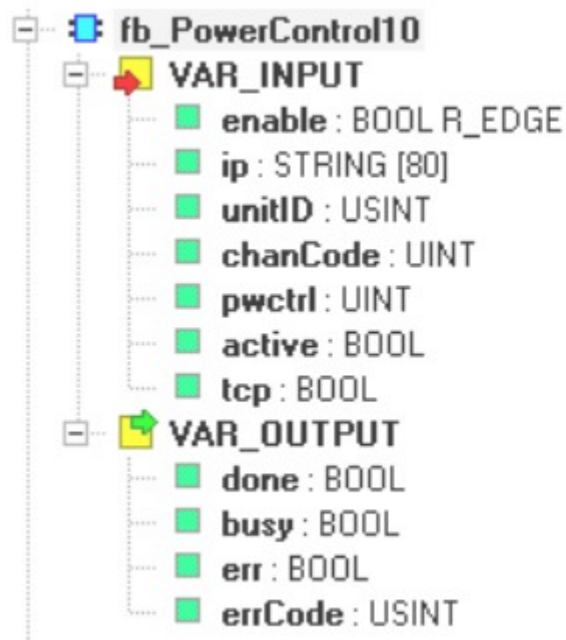 fb_PowerControl10
VAR_INPUT
enable : BOOL R_EDGE
ip : STRING [80]
unitID : USINT
chanCode : UINT
pwctrl : UINT
active : BOOL
tcp : BOOL
VAR_OUTPUT
done : BOOL
busy : BOOL
err : BOOL
errCode : USINT